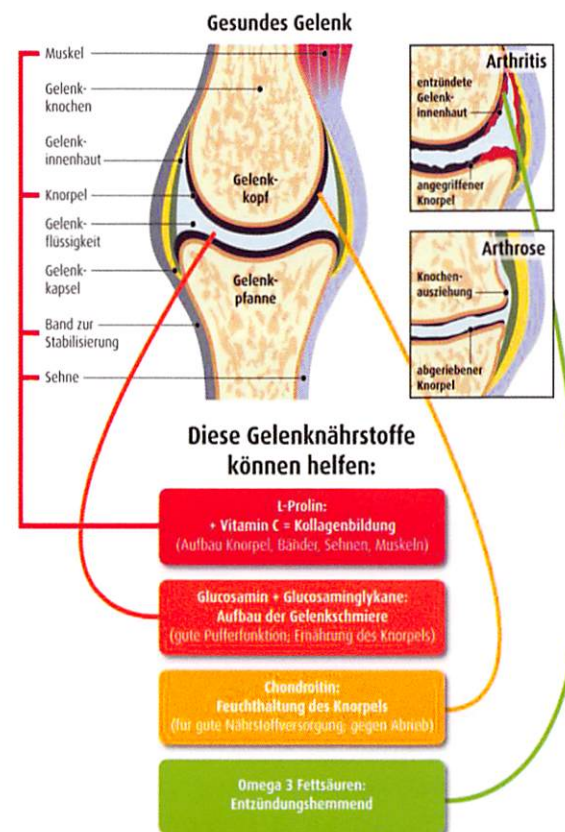 Gesundes Gelenk
Muskel
Gelenk-
knochen
Gelenk-
innenhaut
Knorpel
Gelenk-
flüssigkeit
Gelenk-
kapsel
Band zur
Stabilisierung
Sehne
Gelenk-
kopf
Gelenk-
pfanne
Arthritis
entzündete
Gelenk-
innenhaut
angegriffener
Knorpel
Arthrose
Knochen-
ausziehung
abgeriebener
Knorpel
Diese Gelenknährstoffe
können helfen:
L-Prolin:
+ Vitamin C = Kollagenbildung
(Aufbau Knorpel, Bänder, Sehnen, Muskeln)
Glucosamin + Glucosaminglykane:
Aufbau der Gelenkschmiere
(gute Pufferfunktion; Ernährung des Knorpels)
Chondroitin:
Feuchthaltung des Knorpels
(für gute Nährstoffversorgung; gegen Abrieb)
Omega 3 Fettsäuren:
Entzündungshemmend